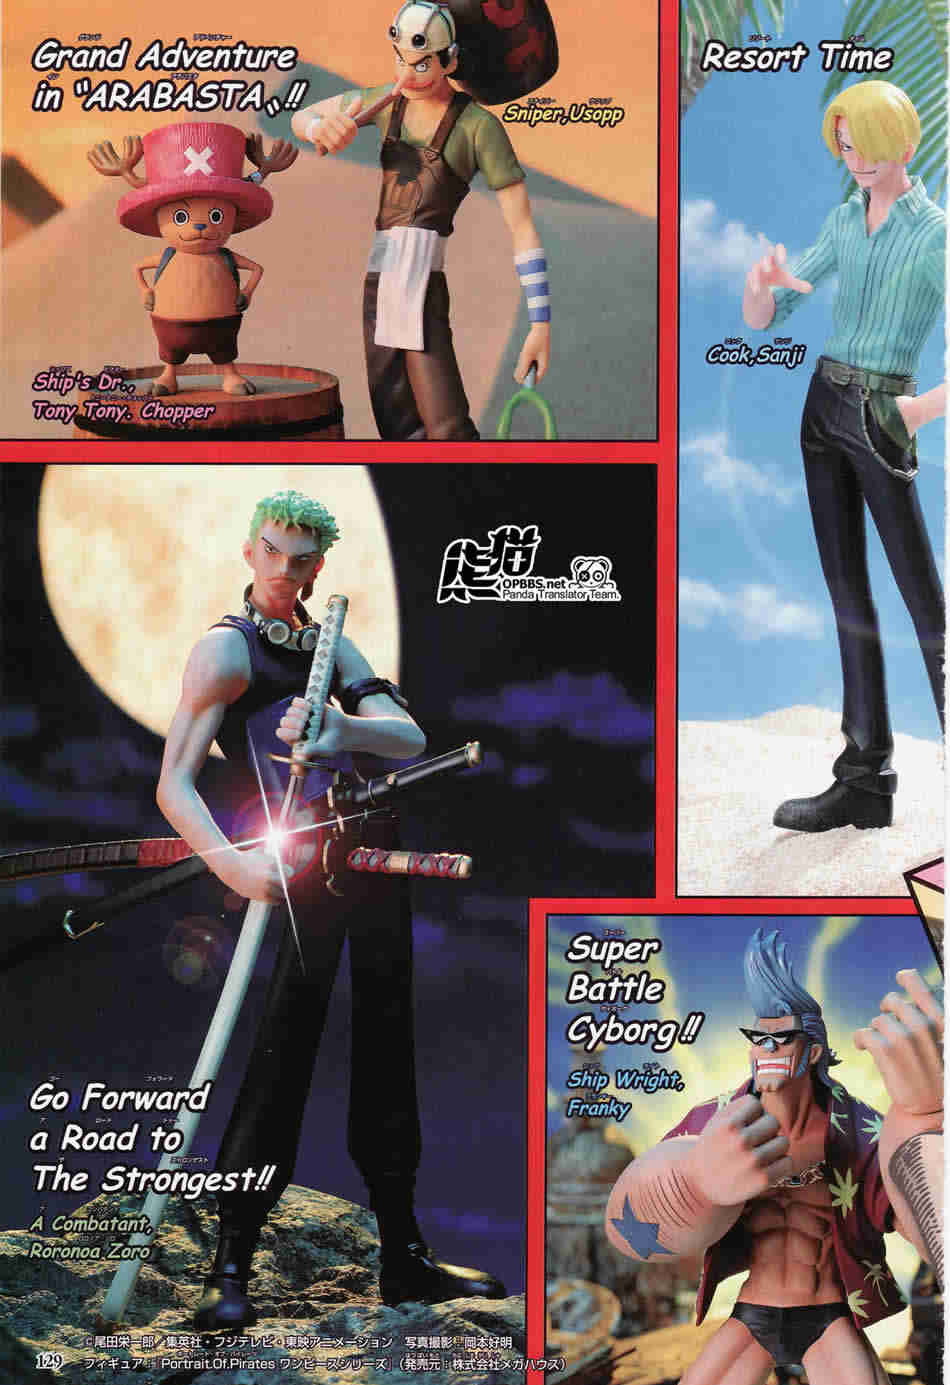 Grand Adventure
in "ARABASTA"!!
Sniper,Usopp
Ship's Dr.,
Tony Tony. Chopper
Resort Time
Cook,Sanji
熊猫
OPBBS.net
Panda Translator Team.
Go Forward
a Road to
The Strongest!!
A Combatant,
Roronoa Zoro
Super
Battle
Cyborg!!
Ship Wright,
Franky
©尾田栄一郎/集英社・フジテレビ・東映アニメーション 写真撮影:岡本好明
129
フィギュア:「Portrait.Of.Pirates ワンピースシリーズ」(発売元:株式会社メガハウス)